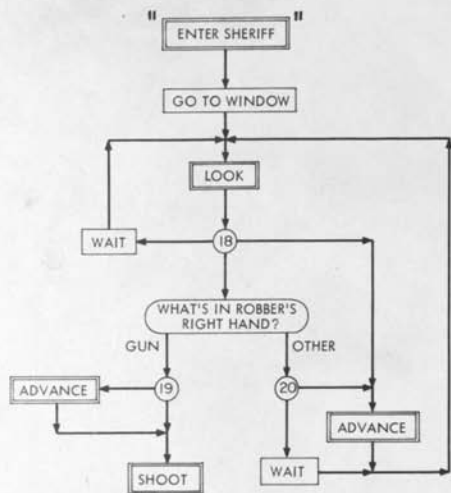 " ENTER SHERIFF "
GO TO WINDOW
LOOK
WAIT
18
WHAT'S IN ROBBER'S
RIGHT HAND?
GUN
OTHER
ADVANCE
19
20
ADVANCE
SHOOT
WAIT